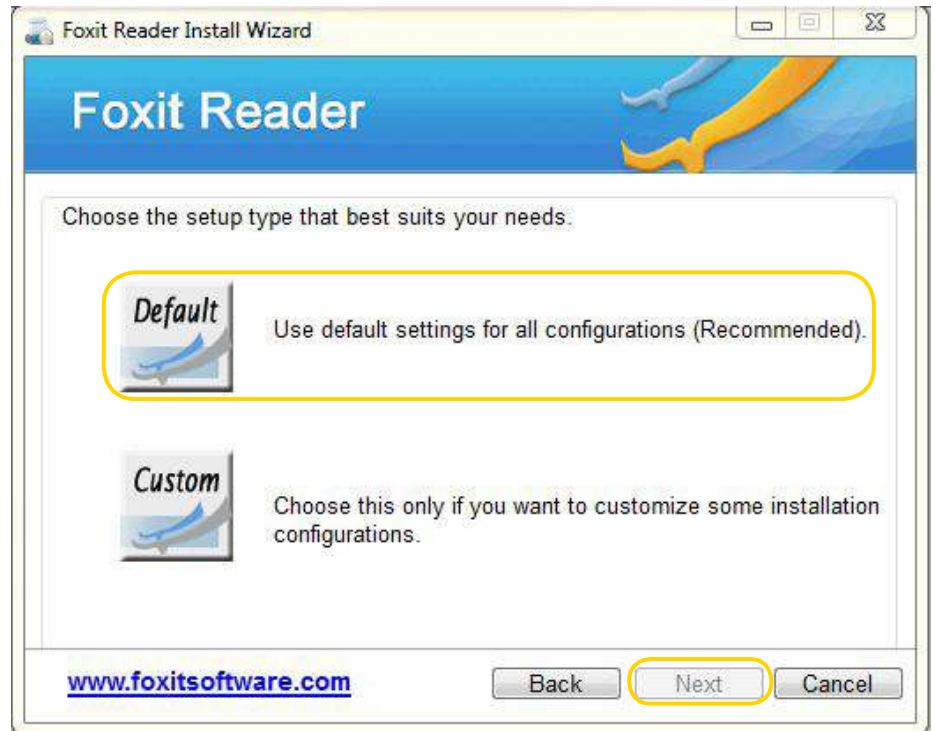 Foxit Reader Install Wizard
Foxit Reader
Choose the setup type that best suits your needs.
Default
Use default settings for all configurations (Recommended).
Custom
Choose this only if you want to customize some installation
configurations.
www.foxitsoftware.com
Back
Next
Cancel